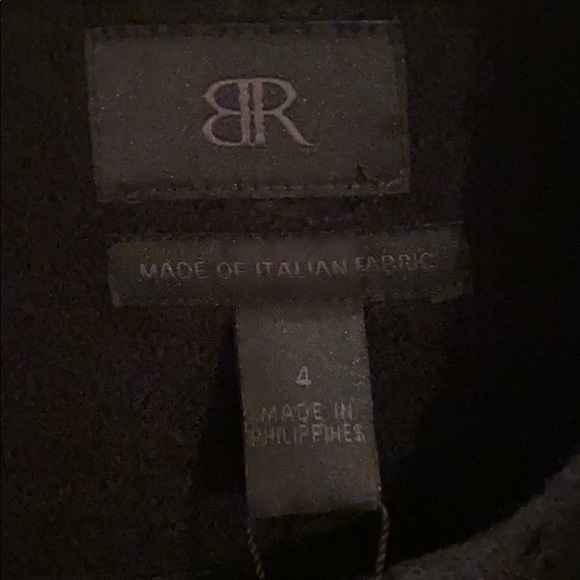 BR
MADE OF ITALIAN FABRIC
4
MADE IN
PHILIPPINES